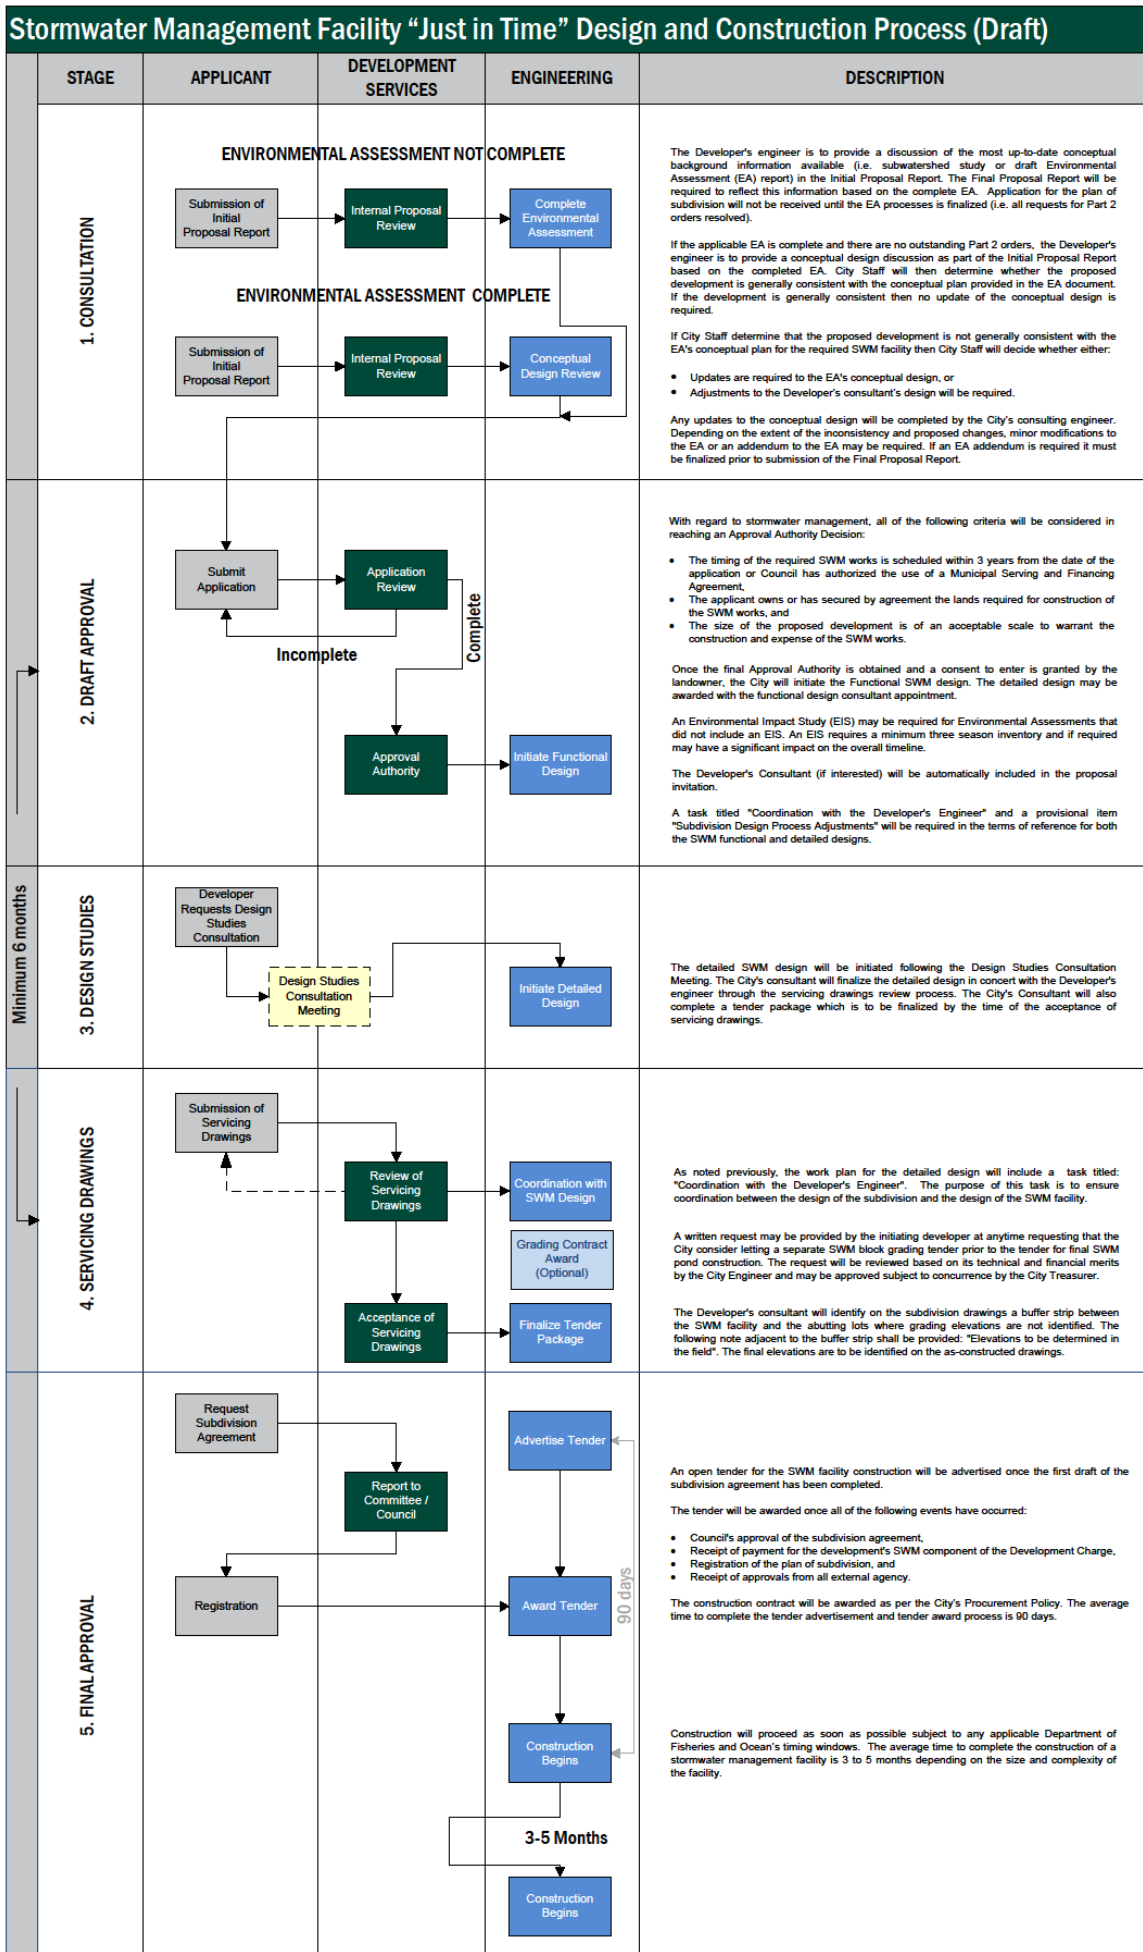 Stormwater Management Facility “Just in Time” Design and Construction Process (Draft)
STAGE
APPLICANT
DEVELOPMENT
SERVICES
ENGINEERING
DESCRIPTION
1. CONSULTATION
ENVIRONMENTAL ASSESSMENT NOT COMPLETE
Submission of
Initial
Proposal Report
Internal Proposal
Review
Complete
Environmental
Assessment
ENVIRONMENTAL ASSESSMENT COMPLETE
Submission of
Initial
Proposal Report
Internal Proposal
Review
Conceptual
Design Review
The Developer's engineer is to provide a discussion of the most up-to-date conceptual
background information available (i.e. subwatershed study or draft Environmental
Assessment (EA) report) in the Initial Proposal Report. The Final Proposal Report will be
required to reflect this information based on the complete EA. Application for the plan of
subdivision will not be received until the EA processes is finalized (i.e. all requests for Part 2
orders resolved).
If the applicable EA is complete and there are no outstanding Part 2 orders, the Developer's
engineer is to provide a conceptual design discussion as part of the Initial Proposal Report
based on the completed EA. City Staff will then determine whether the proposed
development is generally consistent with the conceptual plan provided in the EA document.
If the development is generally consistent then no update of the conceptual design is
required.
If City Staff determine that the proposed development is not generally consistent with the
EA's conceptual plan for the required SWM facility then City Staff will decide whether either:
• Updates are required to the EA's conceptual design, or
• Adjustments to the Developer's consultant's design will be required.
Any updates to the conceptual design will be completed by the City's consulting engineer.
Depending on the extent of the inconsistency and proposed changes, minor modifications to
the EA or an addendum to the EA may be required. If an EA addendum is required it must
be finalized prior to submission of the Final Proposal Report.
Minimum 6 months
2. DRAFT APPROVAL
Submit
Application
Application
Review
Incomplete
Complete
Approval
Authority
Initiate Functional
Design
With regard to stormwater management, all of the following criteria will be considered in
reaching an Approval Authority Decision:
• The timing of the required SWM works is scheduled within 3 years from the date of the
application or Council has authorized the use of a Municipal Serving and Financing
Agreement,
• The applicant owns or has secured by agreement the lands required for construction of
the SWM works, and
• The size of the proposed development is of an acceptable scale to warrant the
construction and expense of the SWM works.
Once the final Approval Authority is obtained and a consent to enter is granted by the
landowner, the City will initiate the Functional SWM design. The detailed design may be
awarded with the functional design consultant appointment.
An Environmental Impact Study (EIS) may be required for Environmental Assessments that
did not include an EIS. An EIS requires a minimum three season inventory and if required
may have a significant impact on the overall timeline.
The Developer's Consultant (if interested) will be automatically included in the proposal
invitation.
A task titled "Coordination with the Developer's Engineer" and a provisional item
"Subdivision Design Process Adjustments" will be required in the terms of reference for both
the SWM functional and detailed designs.
3. DESIGN STUDIES
Developer
Requests Design
Studies
Consultation
Design Studies
Consultation
Meeting
Initiate Detailed
Design
The detailed SWM design will be initiated following the Design Studies Consultation
Meeting. The City's consultant will finalize the detailed design in concert with the Developer's
engineer through the servicing drawings review process. The City's Consultant will also
complete a tender package which is to be finalized by the time of the acceptance of
servicing drawings.
4. SERVICING DRAWINGS
Submission of
Servicing
Drawings
Review of
Servicing
Drawings
Coordination with
SWM Design
Grading Contract
Award
(Optional)
Acceptance of
Servicing
Drawings
Finalize Tender
Package
As noted previously, the work plan for the detailed design will include a task titled:
"Coordination with the Developer's Engineer". The purpose of this task is to ensure
coordination between the design of the subdivision and the design of the SWM facility.
A written request may be provided by the initiating developer at anytime requesting that the
City consider letting a separate SWM block grading tender prior to the tender for final SWM
pond construction. The request will be reviewed based on its technical and financial merits
by the City Engineer and may be approved subject to concurrence by the City Treasurer.
The Developer's consultant will identify on the subdivision drawings a buffer strip between
the SWM facility and the abutting lots where grading elevations are not identified. The
following note adjacent to the buffer strip shall be provided: "Elevations to be determined in
the field". The final elevations are to be identified on the as-constructed drawings.
5. FINAL APPROVAL
Request
Subdivision
Agreement
Advertise Tender
Report to
Committee /
Council
Registration
Award Tender
90 days
Construction
Begins
3-5 Months
Construction
Begins
An open tender for the SWM facility construction will be advertised once the first draft of the
subdivision agreement has been completed.
The tender will be awarded once all of the following events have occurred:
• Council's approval of the subdivision agreement,
• Receipt of payment for the development's SWM component of the Development Charge,
• Registration of the plan of subdivision, and
• Receipt of approvals from all external agency.
The construction contract will be awarded as per the City's Procurement Policy. The average
time to complete the tender advertisement and tender award process is 90 days.
Construction will proceed as soon as possible subject to any applicable Department of
Fisheries and Ocean's timing windows. The average time to complete the construction of a
stormwater management facility is 3 to 5 months depending on the size and complexity of
the facility.